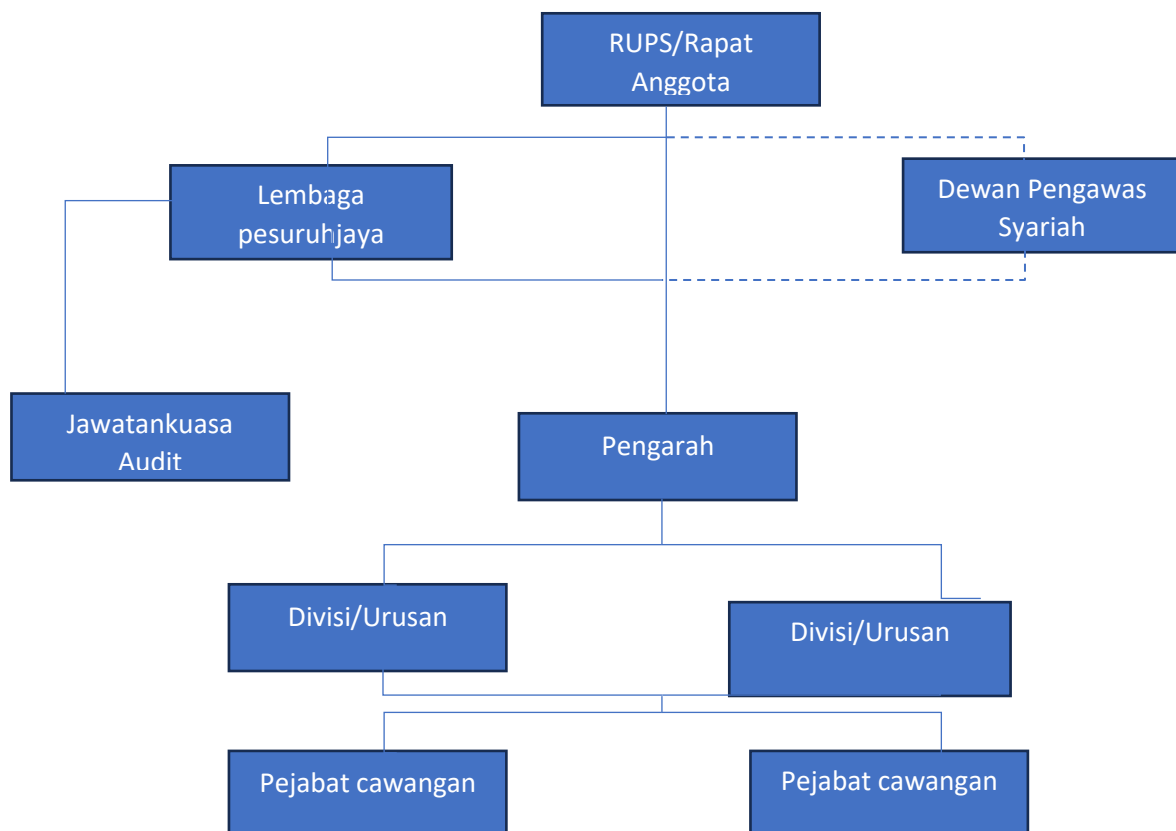 RUPS/Rapat
Anggota
Lembaga
pesuruhjaya
Dewan Pengawas
Syariah
Jawatankuasa
Audit
Pengarah
Divisi/Urusan
Divisi/Urusan
Pejabat cawangan
Pejabat cawangan